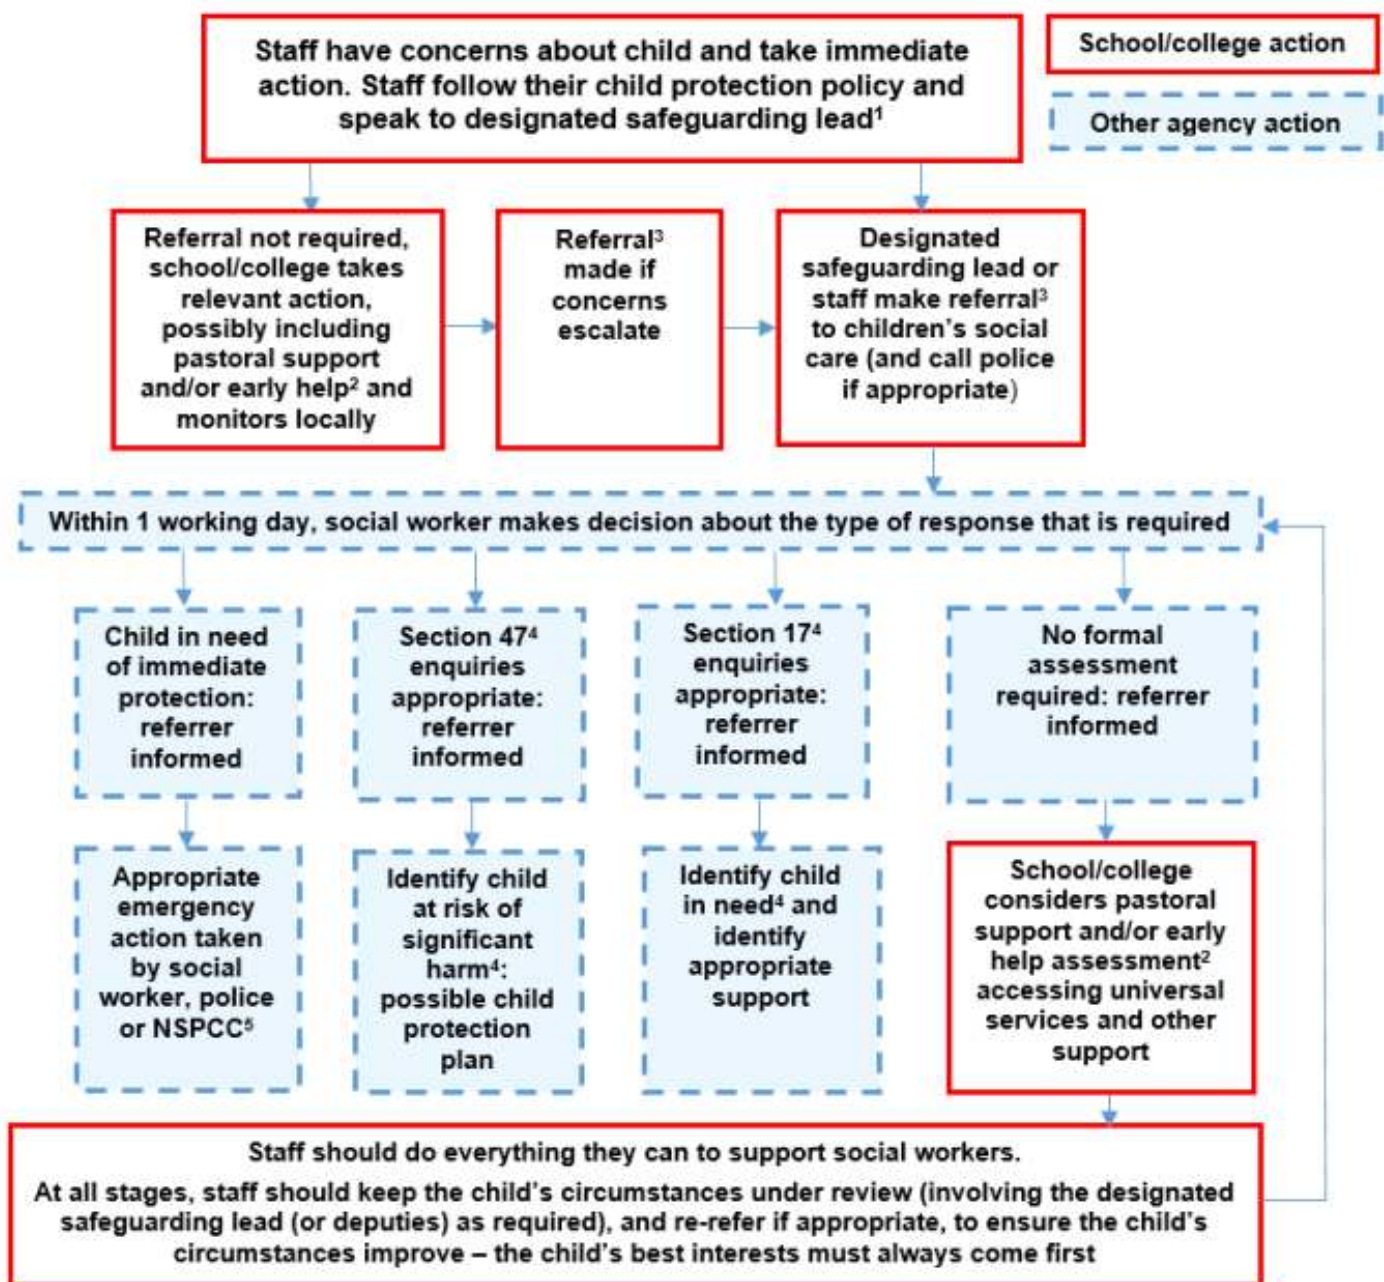 Staff have concerns about child and take immediate
action. Staff follow their child protection policy and
speak to designated safeguarding lead¹
School/college action
Other agency action
Referral not required,
school/college takes
relevant action,
possibly including
pastoral support
and/or early help² and
monitors locally
Referral³
made if
concerns
escalate
Designated
safeguarding lead or
staff make referral³
to children's social
care (and call police
if appropriate)
Within 1 working day, social worker makes decision about the type of response that is required
Child in need
of immediate
protection:
referrer
informed
Section 47⁴
enquiries
appropriate:
referrer
informed
Section 17⁴
enquiries
appropriate:
referrer
informed
No formal
assessment
required: referrer
informed
Appropriate
emergency
action taken
by social
worker, police
or NSPCC⁵
Identify child
at risk of
significant
harm⁴:
possible child
protection
plan
Identify child
in need⁴ and
identify
appropriate
support
School/college
considers pastoral
support and/or early
help assessment²
accessing universal
services and other
support
Staff should do everything they can to support social workers.
At all stages, staff should keep the child's circumstances under review (involving the designated
safeguarding lead (or deputies) as required), and re-refer if appropriate, to ensure the child's
circumstances improve – the child's best interests must always come first